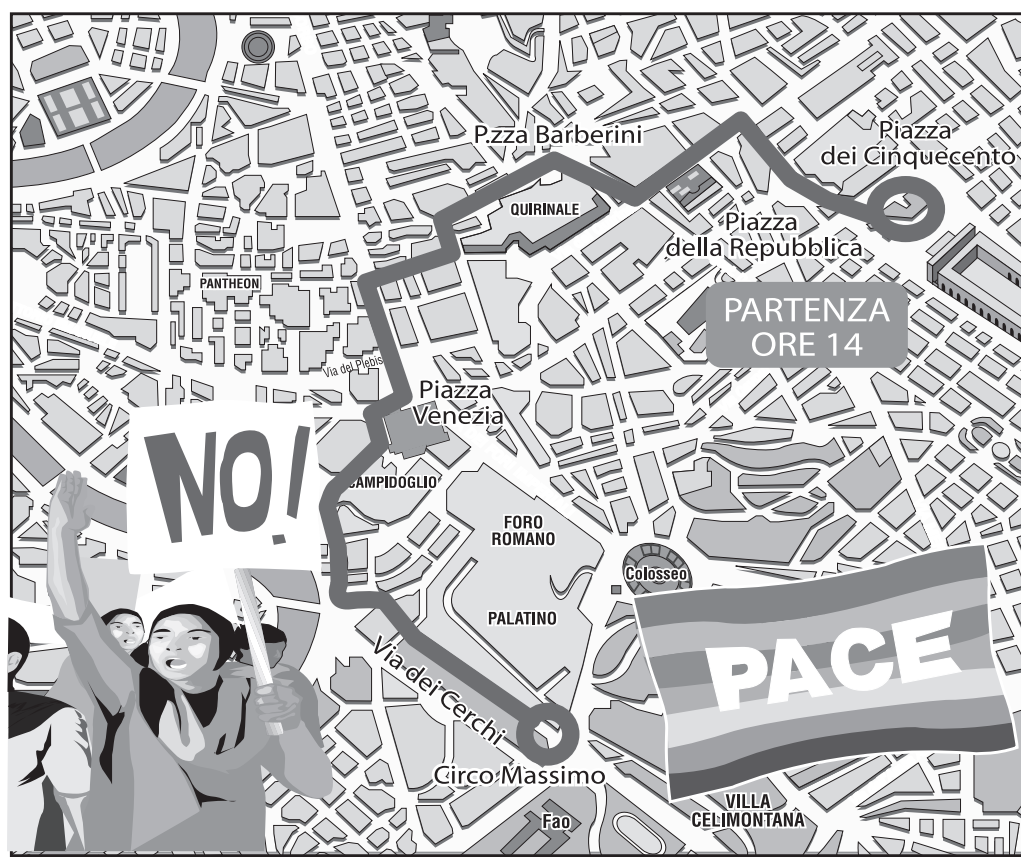 P.zza Barberini
Piazza
dei Cinquecento
QUIRINALE
Piazza
della Repubblica
PANTHEON
PARTENZA
ORE 14
Via del Plebis
Piazza
Venezia
NO!
CAMPIDOGLIO
FORO
ROMANO
Colosseo
PALATINO
PACE
Via dei Cerchi
Circo Massimo
VILLA
CELIMONTANA
Fao